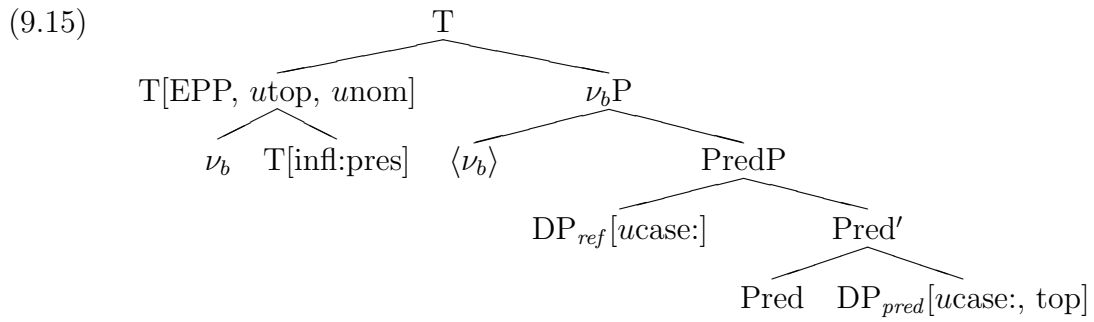 (9.15) T
T[EPP, utop, unom] 𝜈bP
𝜈b T[infl:pres] ⟨𝜈b⟩ PredP
DPref[ucase:] Pred′
Pred DPpred[ucase:, top]